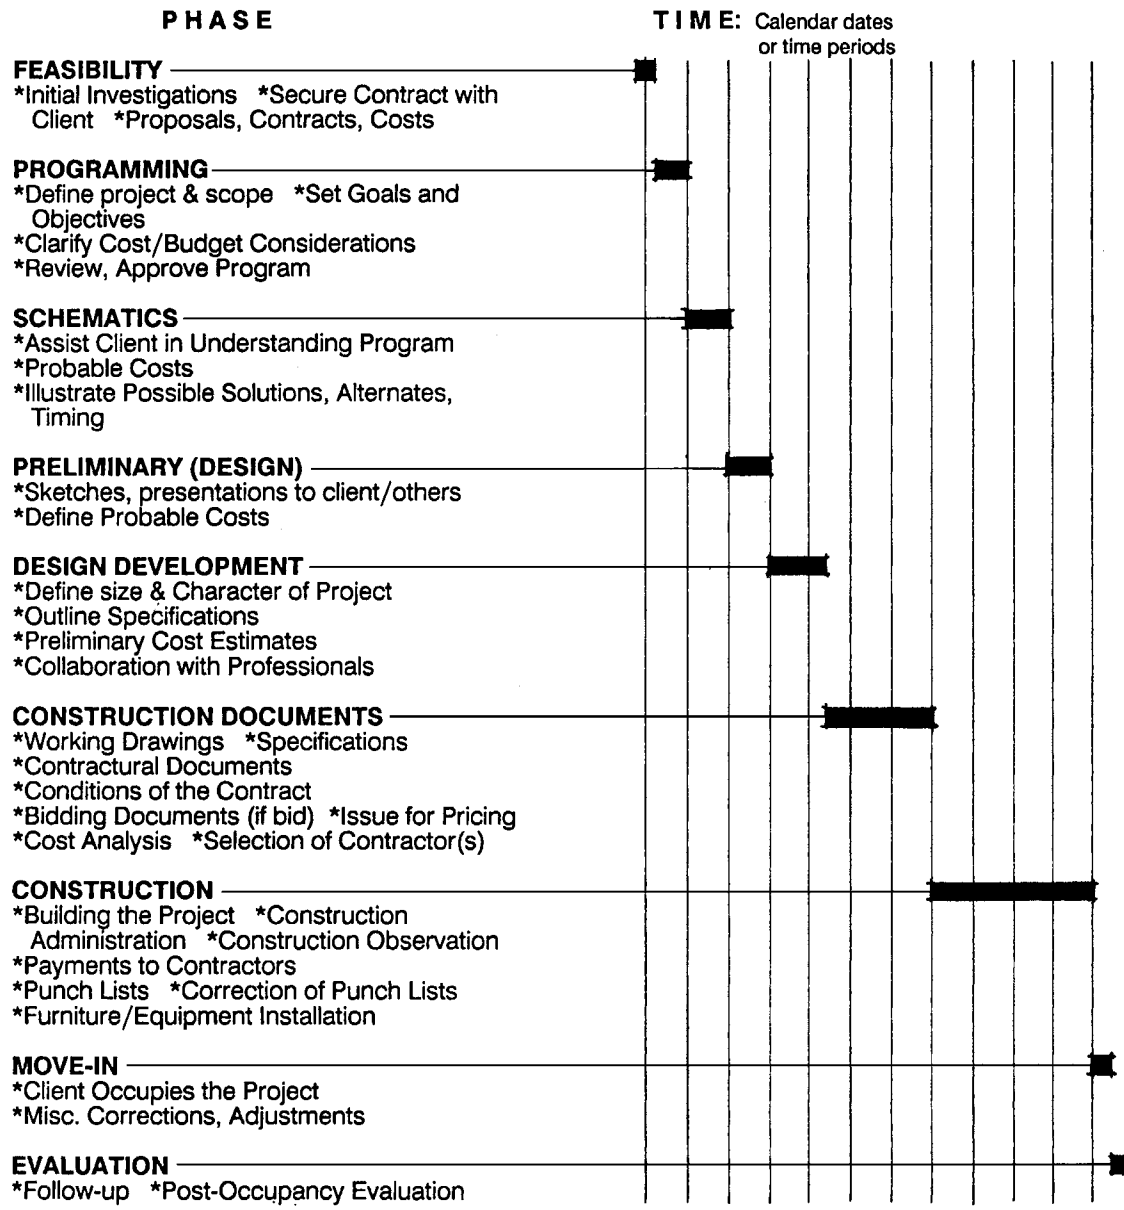 PHASE
TIME: Calendar dates
or time periods
FEASIBILITY
*Initial Investigations *Secure Contract with
Client *Proposals, Contracts, Costs
PROGRAMMING
*Define project & scope *Set Goals and
Objectives
*Clarify Cost/Budget Considerations
*Review, Approve Program
SCHEMATICS
*Assist Client in Understanding Program
*Probable Costs
*Illustrate Possible Solutions, Alternates,
Timing
PRELIMINARY (DESIGN)
*Sketches, presentations to client/others
*Define Probable Costs
DESIGN DEVELOPMENT
*Define size & Character of Project
*Outline Specifications
*Preliminary Cost Estimates
*Collaboration with Professionals
CONSTRUCTION DOCUMENTS
*Working Drawings *Specifications
*Contractural Documents
*Conditions of the Contract
*Bidding Documents (if bid) *Issue for Pricing
*Cost Analysis *Selection of Contractor(s)
CONSTRUCTION
*Building the Project *Construction
Administration *Construction Observation
*Payments to Contractors
*Punch Lists *Correction of Punch Lists
*Furniture/Equipment Installation
MOVE-IN
*Client Occupies the Project
*Misc. Corrections, Adjustments
EVALUATION
*Follow-up *Post-Occupancy Evaluation